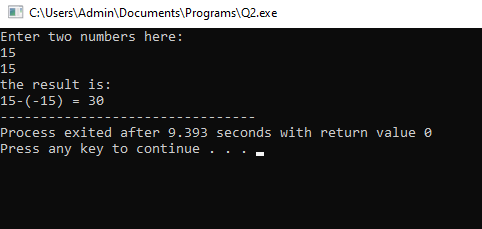 C:\Users\Admin\Documents\Programs\Q2.exe
Enter two numbers here:
15
15
the result is:
15-(-15) = 30
--------------------------------
Process exited after 9.393 seconds with return value 0
Press any key to continue . . .